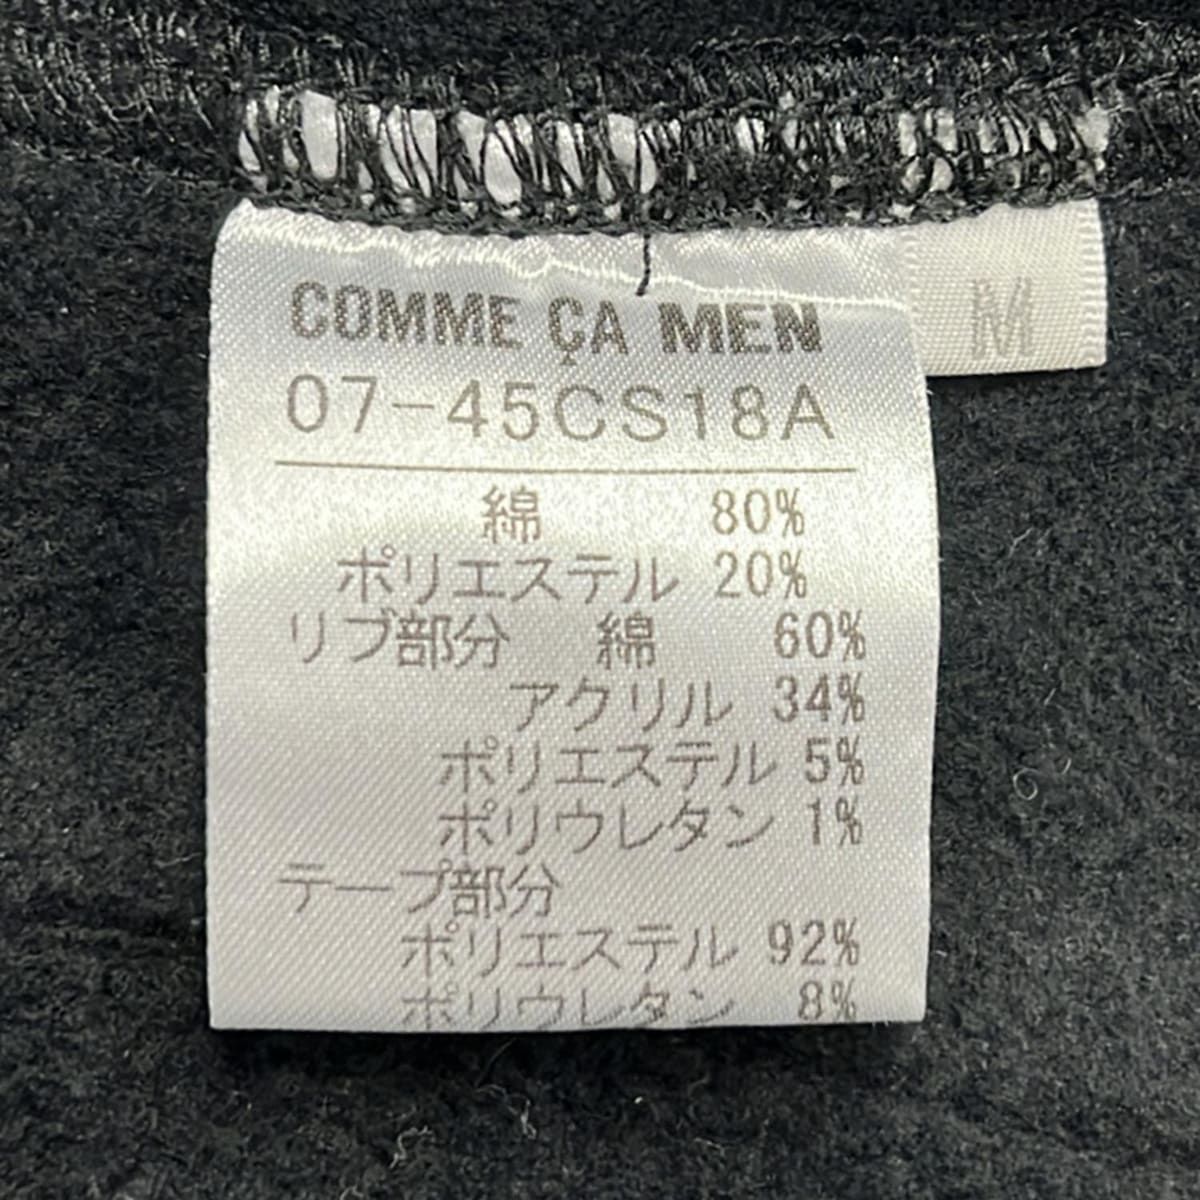 COMME ÇA MEN
M
07-45CS18A
綿 80%
ポリエステル 20%
リブ部分 綿 60%
アクリル 34%
ポリエステル 5%
ポリウレタン 1%
テープ部分
ポリエステル 92%
ポリウレタン 8%